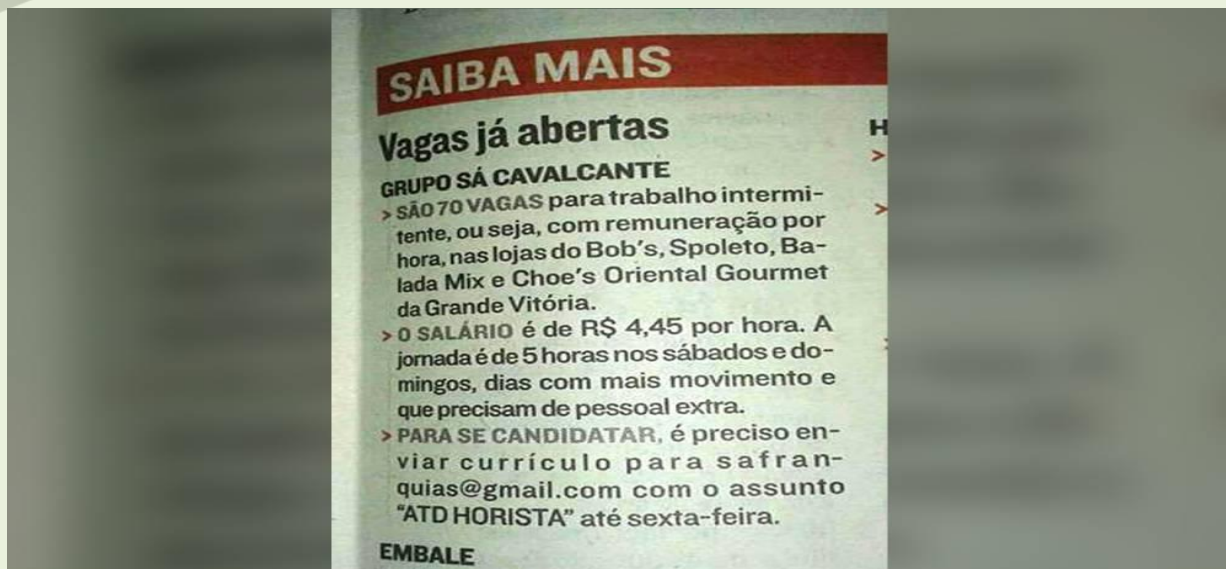 SAIBA MAIS
Vagas já abertas
GRUPO SÁ CAVALCANTE
> SÃO 70 VAGAS para trabalho intermi-
tente, ou seja, com remuneração por
hora, nas lojas do Bob's, Spoleto, Ba-
lada Mix e Choe's Oriental Gourmet
da Grande Vitória.
> O SALÁRIO é de R$ 4,45 por hora. A
jornada é de 5 horas nos sábados e do-
mingos, dias com mais movimento e
que precisam de pessoal extra.
> PARA SE CANDIDATAR, é preciso en-
viar currículo para safran-
quias@gmail.com com o assunto
"ATD HORISTA" até sexta-feira.
EMBALE
H
>
>